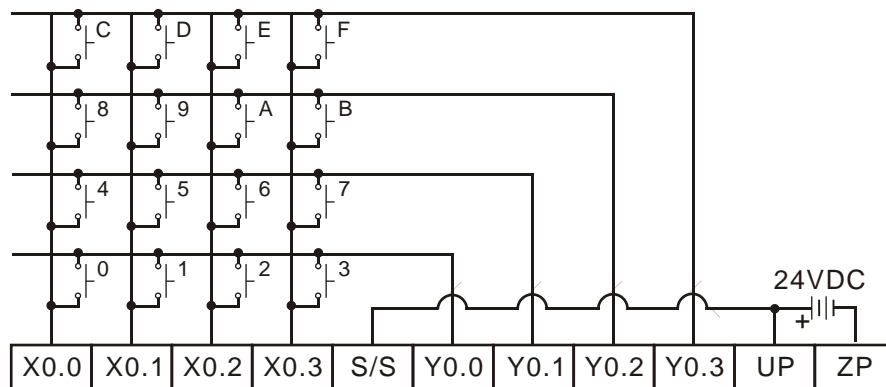 C D E F
8 9 A B
4 5 6 7
0 1 2 3
24VDC
+
X0.0 X0.1 X0.2 X0.3 S/S Y0.0 Y0.1 Y0.2 Y0.3 UP ZP